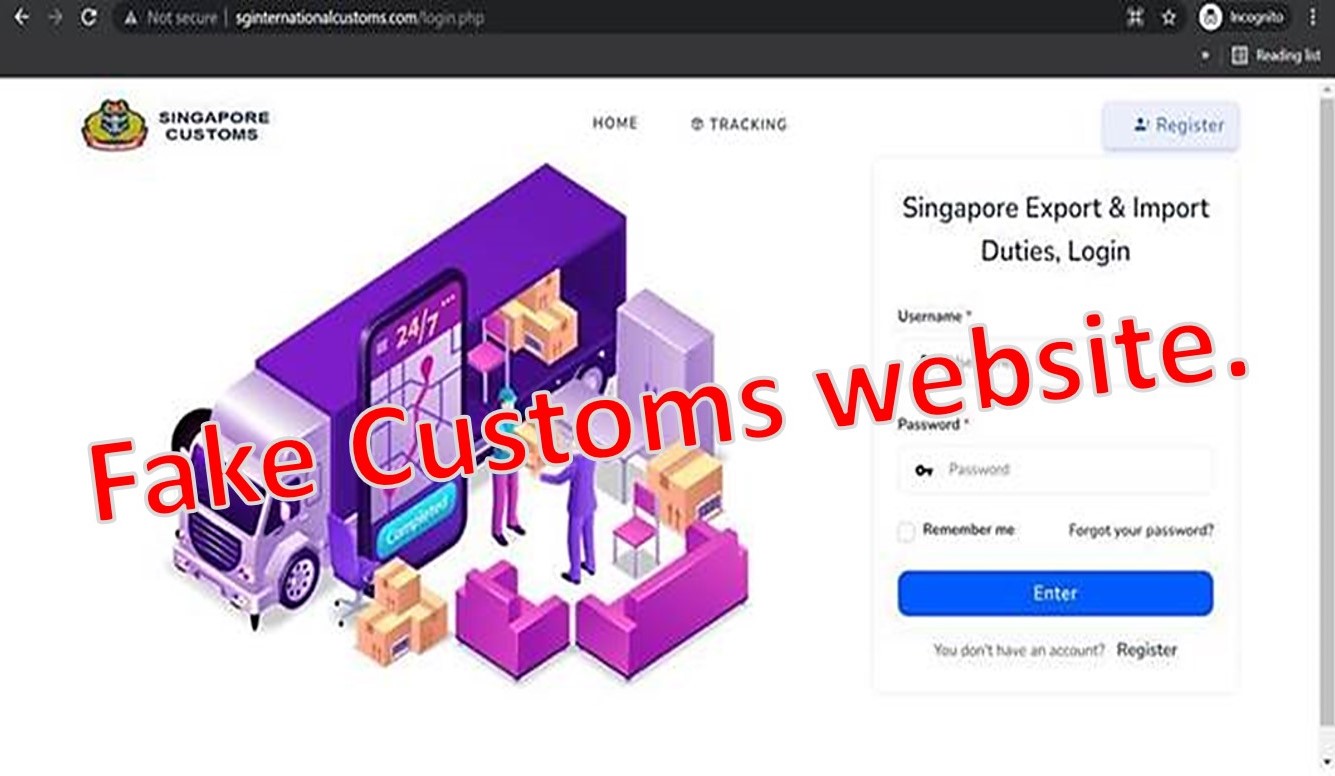 Not secure | sginternationalcustoms.com/login.php
Incognito
Reading list
SINGAPORE
CUSTOMS
HOME
TRACKING
Register
Singapore Export & Import
Duties, Login
24/7
Completed
Username *
Fake Customs website.
Password *
Password
Remember me
Forgot your password?
Enter
You don't have an account? Register